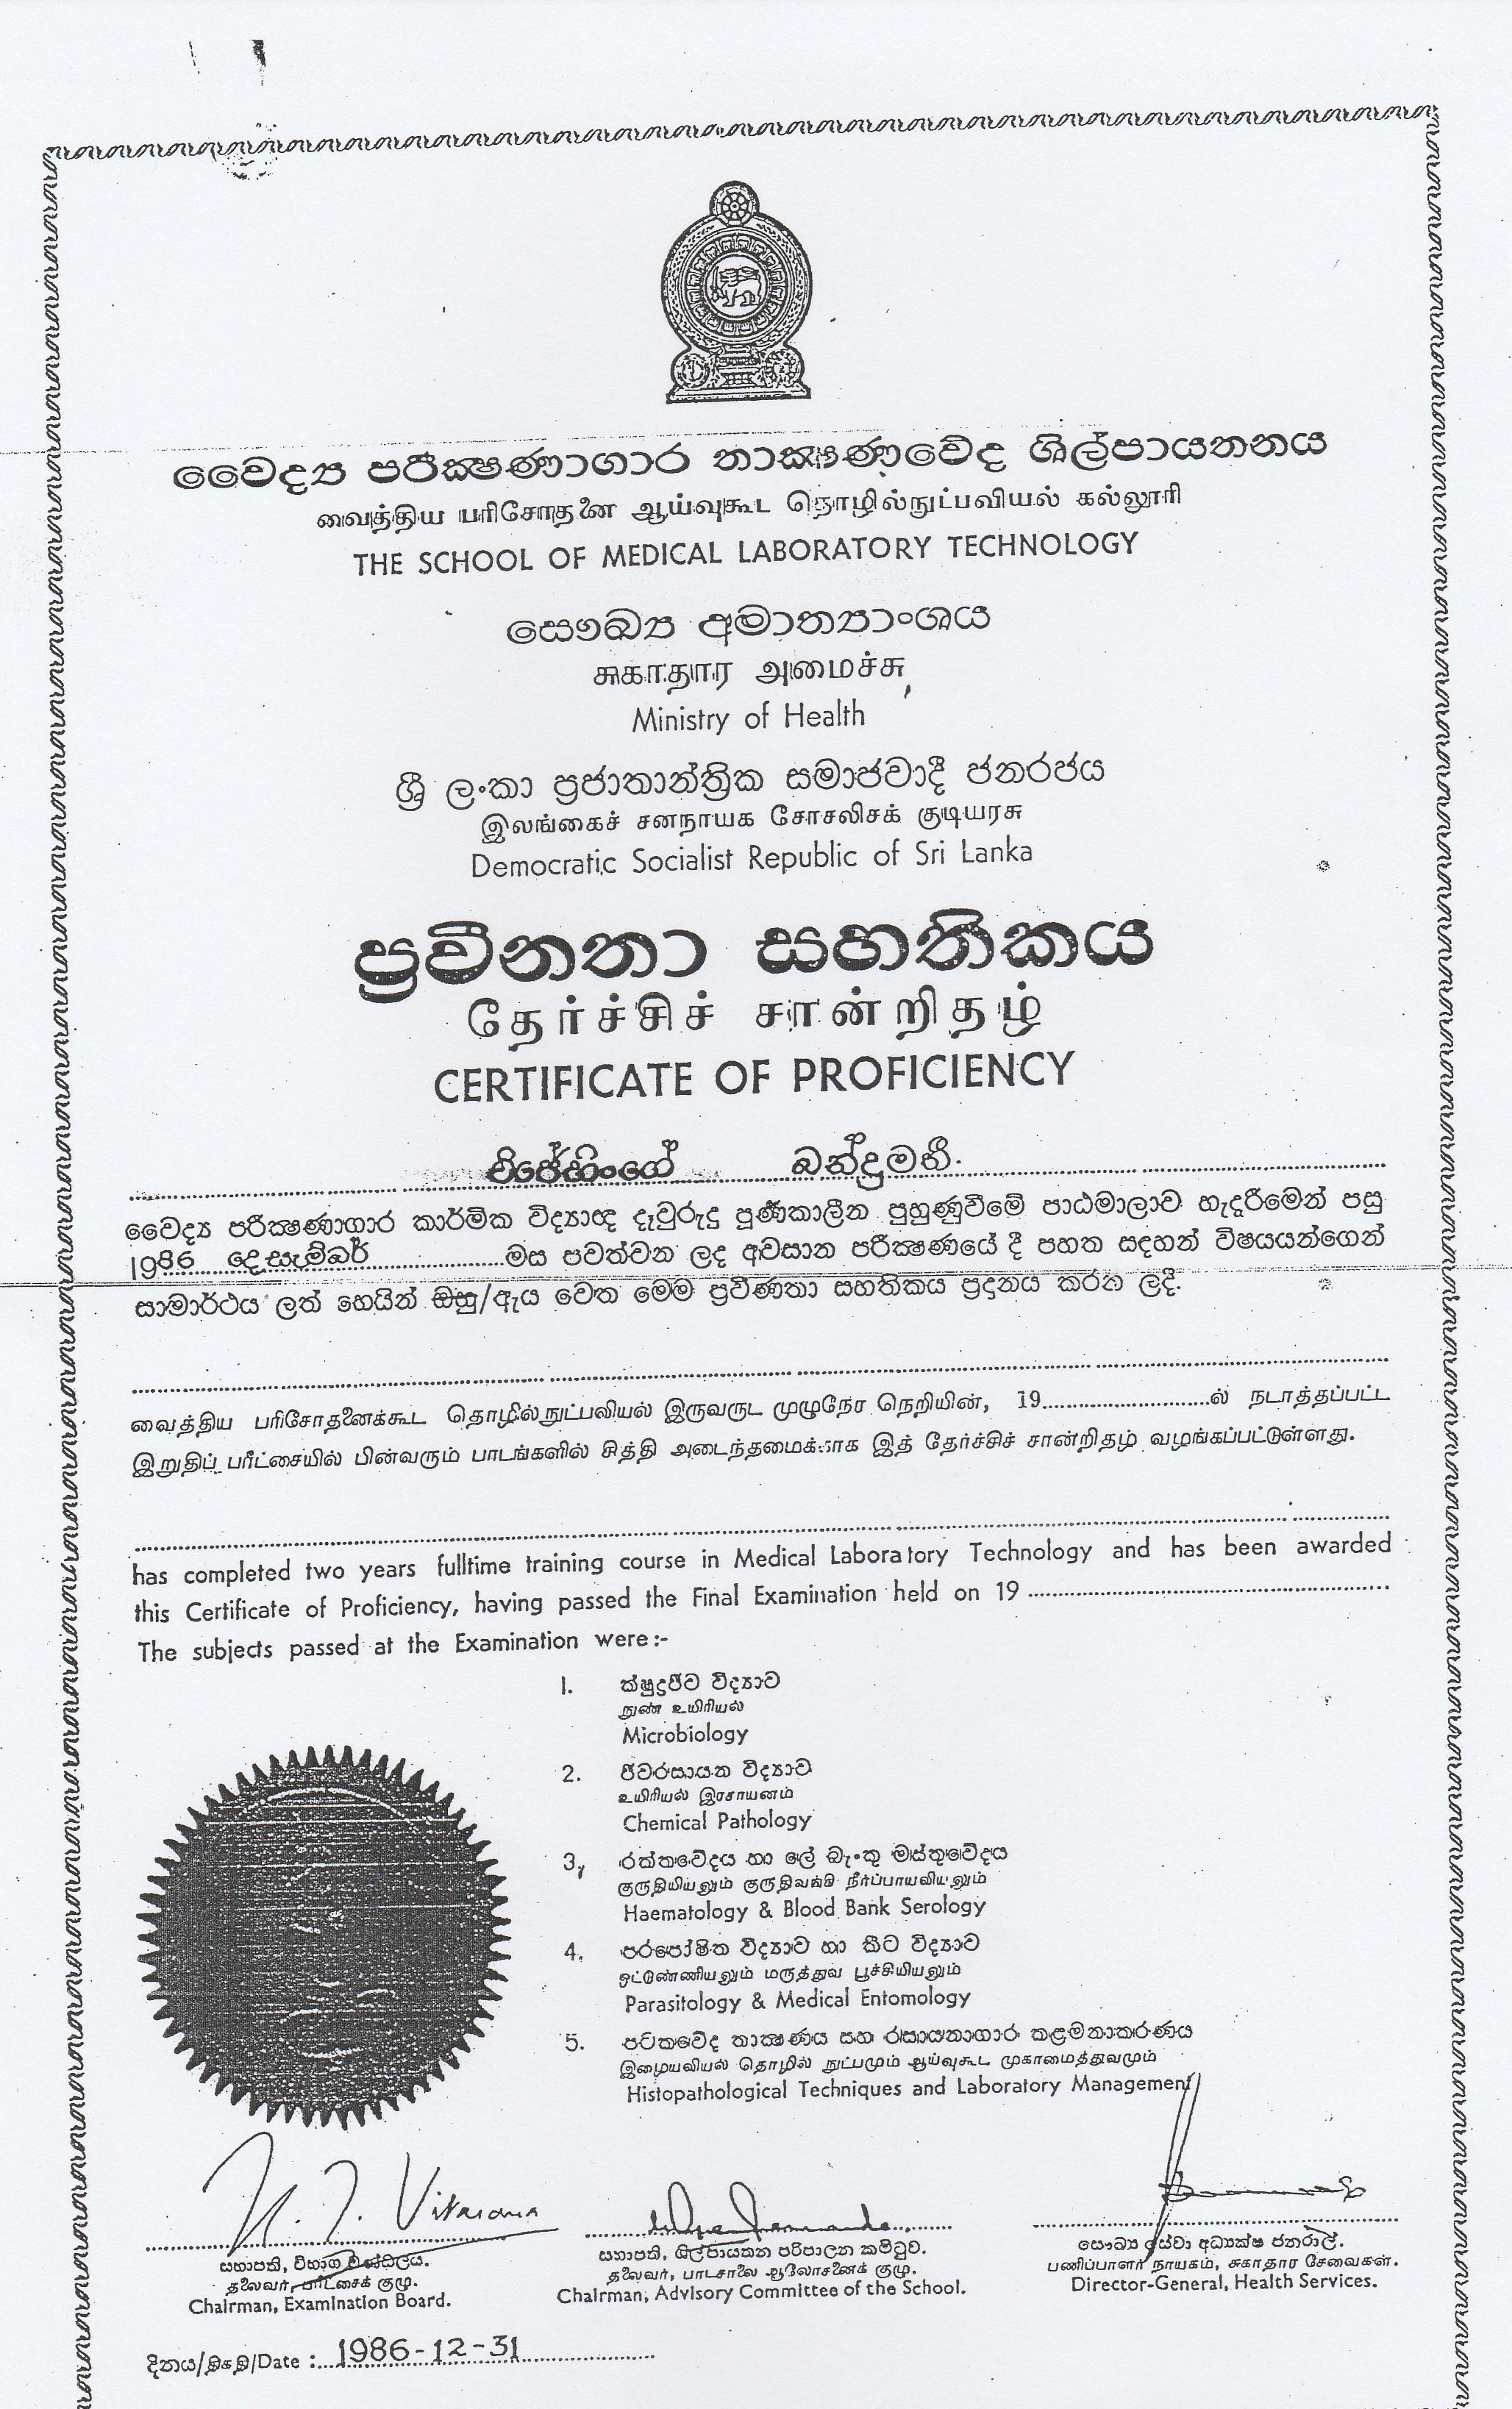 වෛද්‍ය පරීක්ෂණාගාර තාක්ෂණවේද ශිල්පායතනය
வைத்திய பரிசோதனை ஆய்வுகூட தொழில்நுட்பவியல் கல்லூரி
THE SCHOOL OF MEDICAL LABORATORY TECHNOLOGY
සෞඛ්‍ය අමාත්‍යාංශය
சுகாதார அமைச்சு
Ministry of Health
ශ්‍රී ලංකා ප්‍රජාතාන්ත්‍රික සමාජවාදී ජනරජය
இலங்கைச் சனநாயக சோசலிசக் குடியரசு
Democratic Socialist Republic of Sri Lanka
ප්‍රවීනතා සහතිකය
தேர்ச்சிச் சான்றிதழ்
CERTIFICATE OF PROFICIENCY
විජේසිංගේ බන්දුමතී.
වෛද්‍ය පරීක්ෂණාගාර කාර්මික විද්‍යාඥ දෑවුරුදු පූර්ණකාලීන පුහුණුවීමේ පාඨමාලාව හැදෑරීමෙන් පසු
1986 දෙසැම්බර් මස පවත්වන ලද අවසාන පරීක්ෂණයේ දී පහත සඳහන් විෂයයන්ගෙන්
සාමාර්ථය ලත් හෙයින් ඔහු/ඇය වෙත මෙම ප්‍රවීණතා සහතිකය ප්‍රදානය කරන ලදී.
வைத்திய பரிசோதனைக்கூட தொழில்நுட்பவியல் இருவருட முழுநேர நெறியின், 19 ல் நடாத்தப்பட்ட
இறுதிப் பரீட்சையில் பின்வரும் பாடங்களில் சித்தி அடைந்தமைக்காக இத் தேர்ச்சிச் சான்றிதழ் வழங்கப்பட்டுள்ளது.
has completed two years fulltime training course in Medical Laboratory Technology and has been awarded
this Certificate of Proficiency, having passed the Final Examination held on 19
The subjects passed at the Examination were:-
1. ක්ෂුද්‍රජීව විද්‍යාව
நுண் உயிரியல்
Microbiology
2. ජීවරසායන විද්‍යාව
உயிரியல் இரசாயனம்
Chemical Pathology
3, රක්තවේදය හා ලේ බැංකු මාස්තුවේදය
குருதியியலும் குருதிவங்கி நீர்ப்பாயவியலும்
Haematology & Blood Bank Serology
4. පරපෝෂිත විද්‍යාව හා කීට විද්‍යාව
ஒட்டுண்ணியலும் மருத்துவ பூச்சியியலும்
Parasitology & Medical Entomology
5. පටකවේද තාක්ෂණය සහ රසායනාගාර කළමනාකරණය
இழையவியல் தொழில் நுட்பமும் ஆய்வுகூட முகாமைத்துவமும்
Histopathological Techniques and Laboratory Management
සභාපති, විභාග මණ්ඩලය.
தலைவர், பரீட்சைக் குழு.
Chairman, Examination Board.
සභාපති, ශිල්පායතන පරිපාලන කමිටුව.
தலைவர், பாடசாலை ஆலோசனைக் குழு.
Chairman, Advisory Committee of the School.
සෞඛ්‍ය සේවා අධ්‍යක්ෂ ජනරාල්.
பணிப்பாளர் நாயகம், சுகாதார சேவைகள்.
Director-General, Health Services.
දිනය/திகதி/Date : 1986-12-31